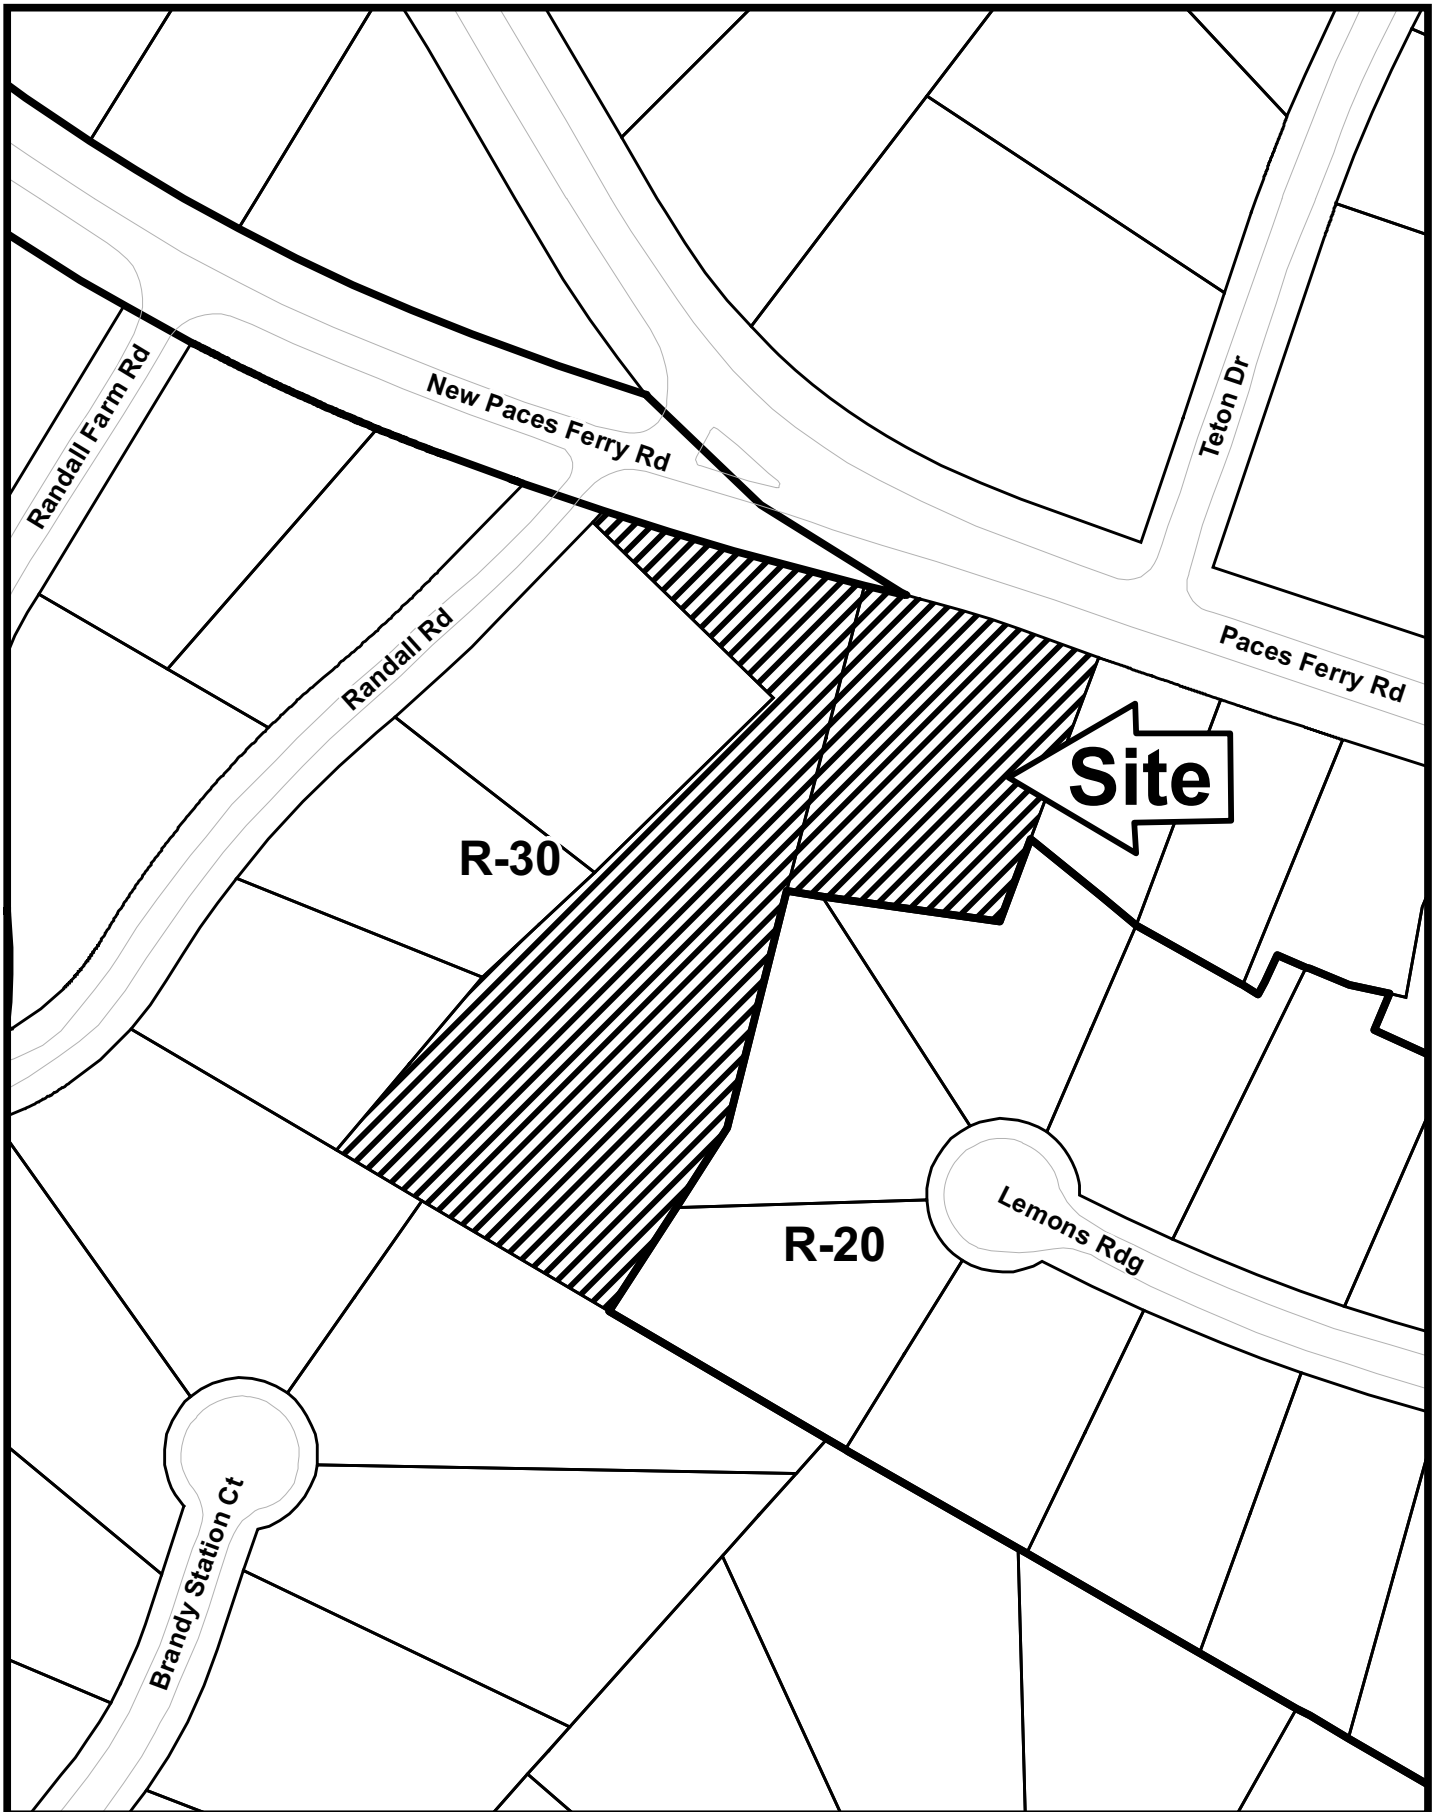 Randall Farm Rd
New Paces Ferry Rd
Teton Dr
Randall Rd
Paces Ferry Rd
Site
R-30
Lemons Rdg
R-20
Brandy Station Ct